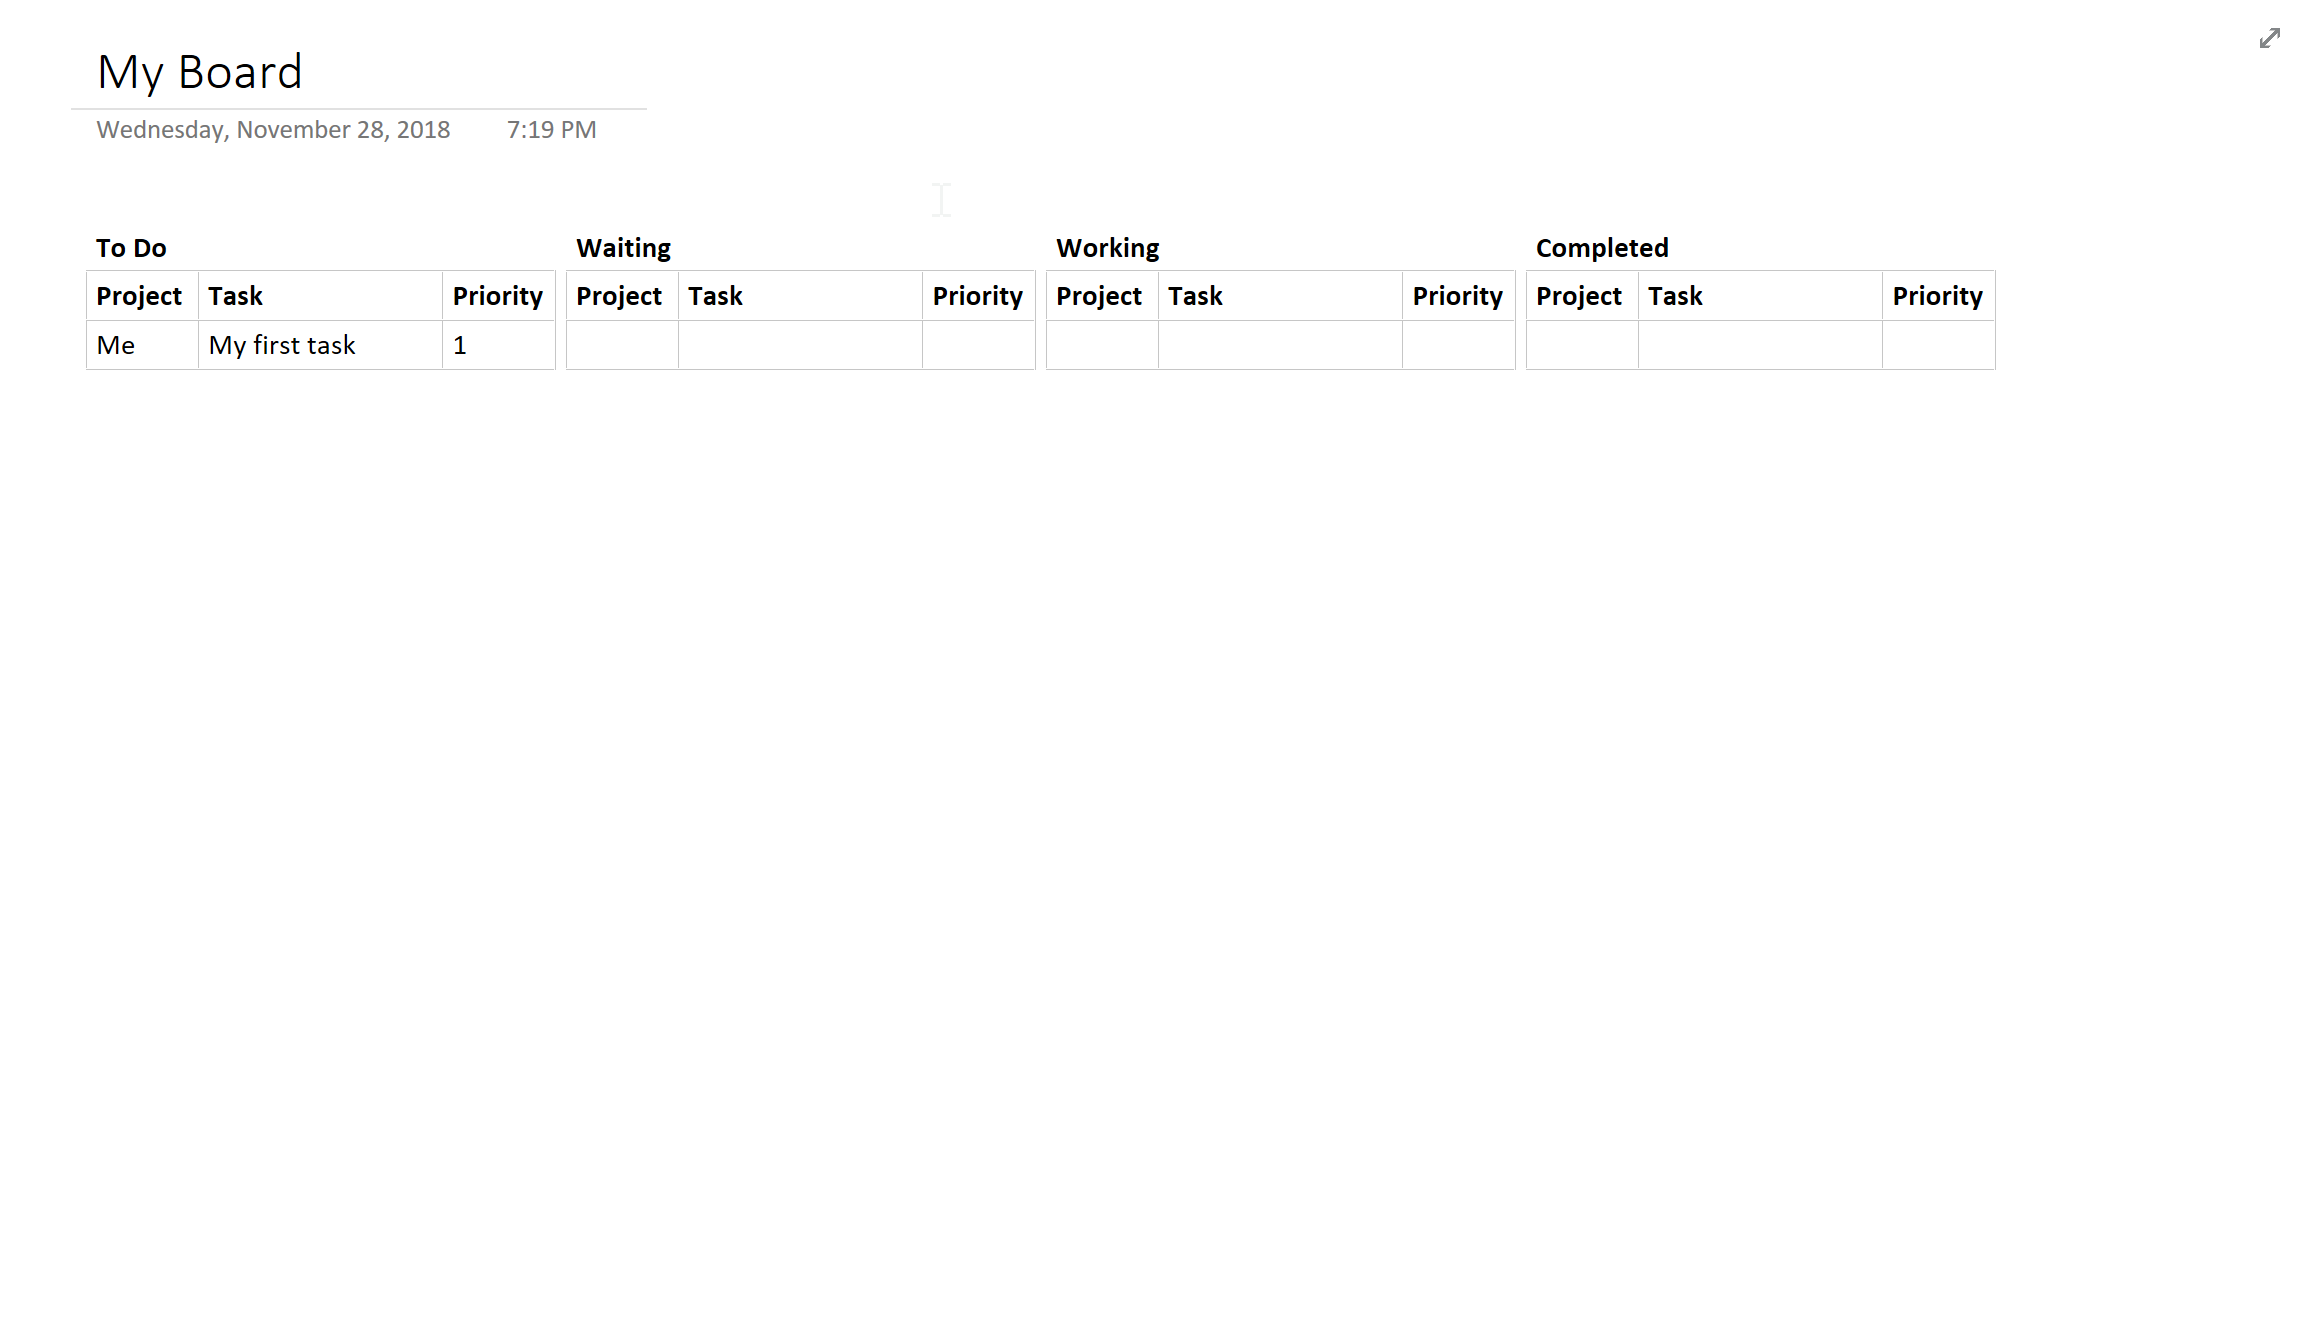 My Board
Wednesday, November 28, 2018 7:19 PM
To Do Waiting Working Completed
Project Task Priority Project Task Priority Project Task Priority Project Task Priority
Me My first task 1